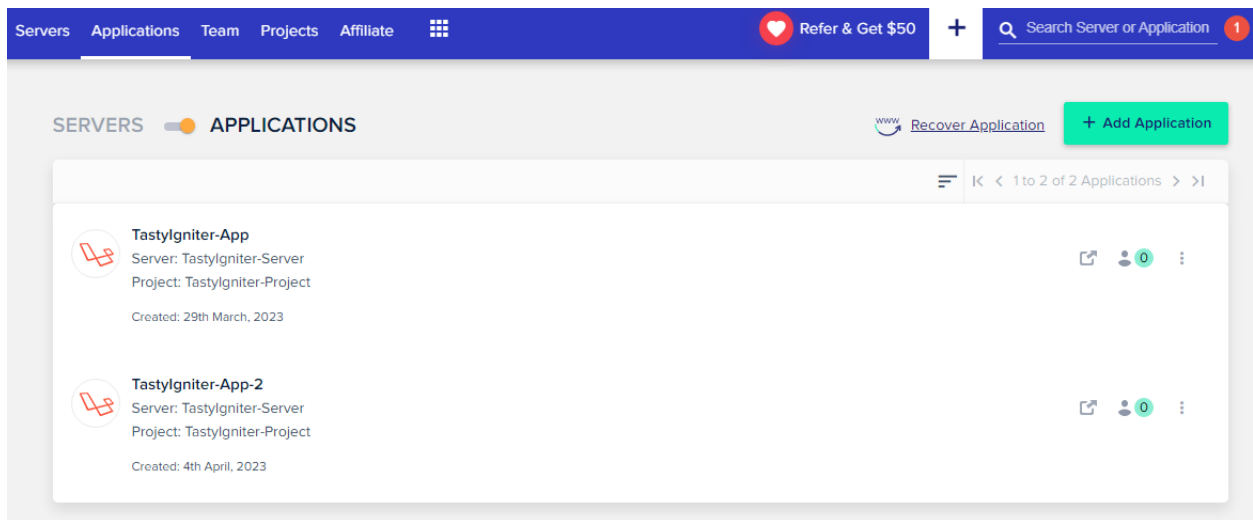 Servers Applications Team Projects Affiliate Refer & Get $50 + Search Server or Application 1
SERVERS APPLICATIONS www Recover Application + Add Application
1 to 2 of 2 Applications
TastyIgniter-App
Server: TastyIgniter-Server
Project: TastyIgniter-Project
0
Created: 29th March, 2023
TastyIgniter-App-2
Server: TastyIgniter-Server
Project: TastyIgniter-Project
0
Created: 4th April, 2023